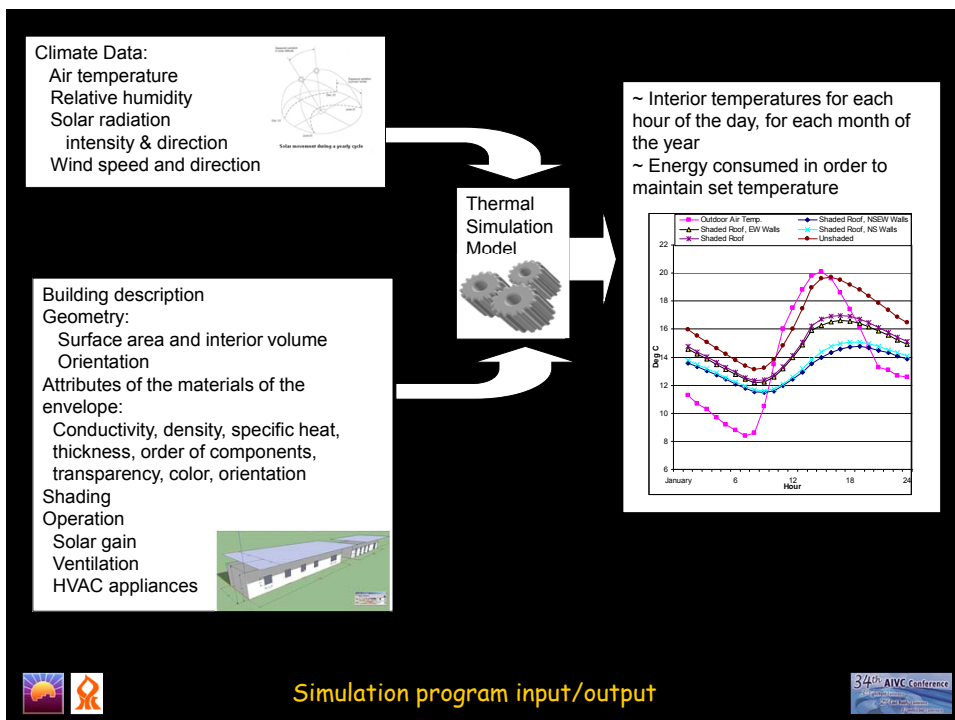 Climate Data:
Air temperature
Relative humidity
Solar radiation
intensity & direction
Wind speed and direction
Solar movement during a yearly cycle
Thermal
Simulation
Model
Building description
Geometry:
Surface area and interior volume
Orientation
Attributes of the materials of the
envelope:
Conductivity, density, specific heat,
thickness, order of components,
transparency, color, orientation
Shading
Operation
Solar gain
Ventilation
HVAC appliances
~ Interior temperatures for each
hour of the day, for each month of
the year
~ Energy consumed in order to
maintain set temperature
Outdoor Air Temp.
Shaded Roof, NSEW Walls
Shaded Roof, EW Walls
Shaded Roof, NS Walls
Shaded Roof
Unshaded
22
20
18
16
14
12
10
8
6
Deg C
January 6 12 18 24
Hour
Simulation program input/output
34th AIVC Conference